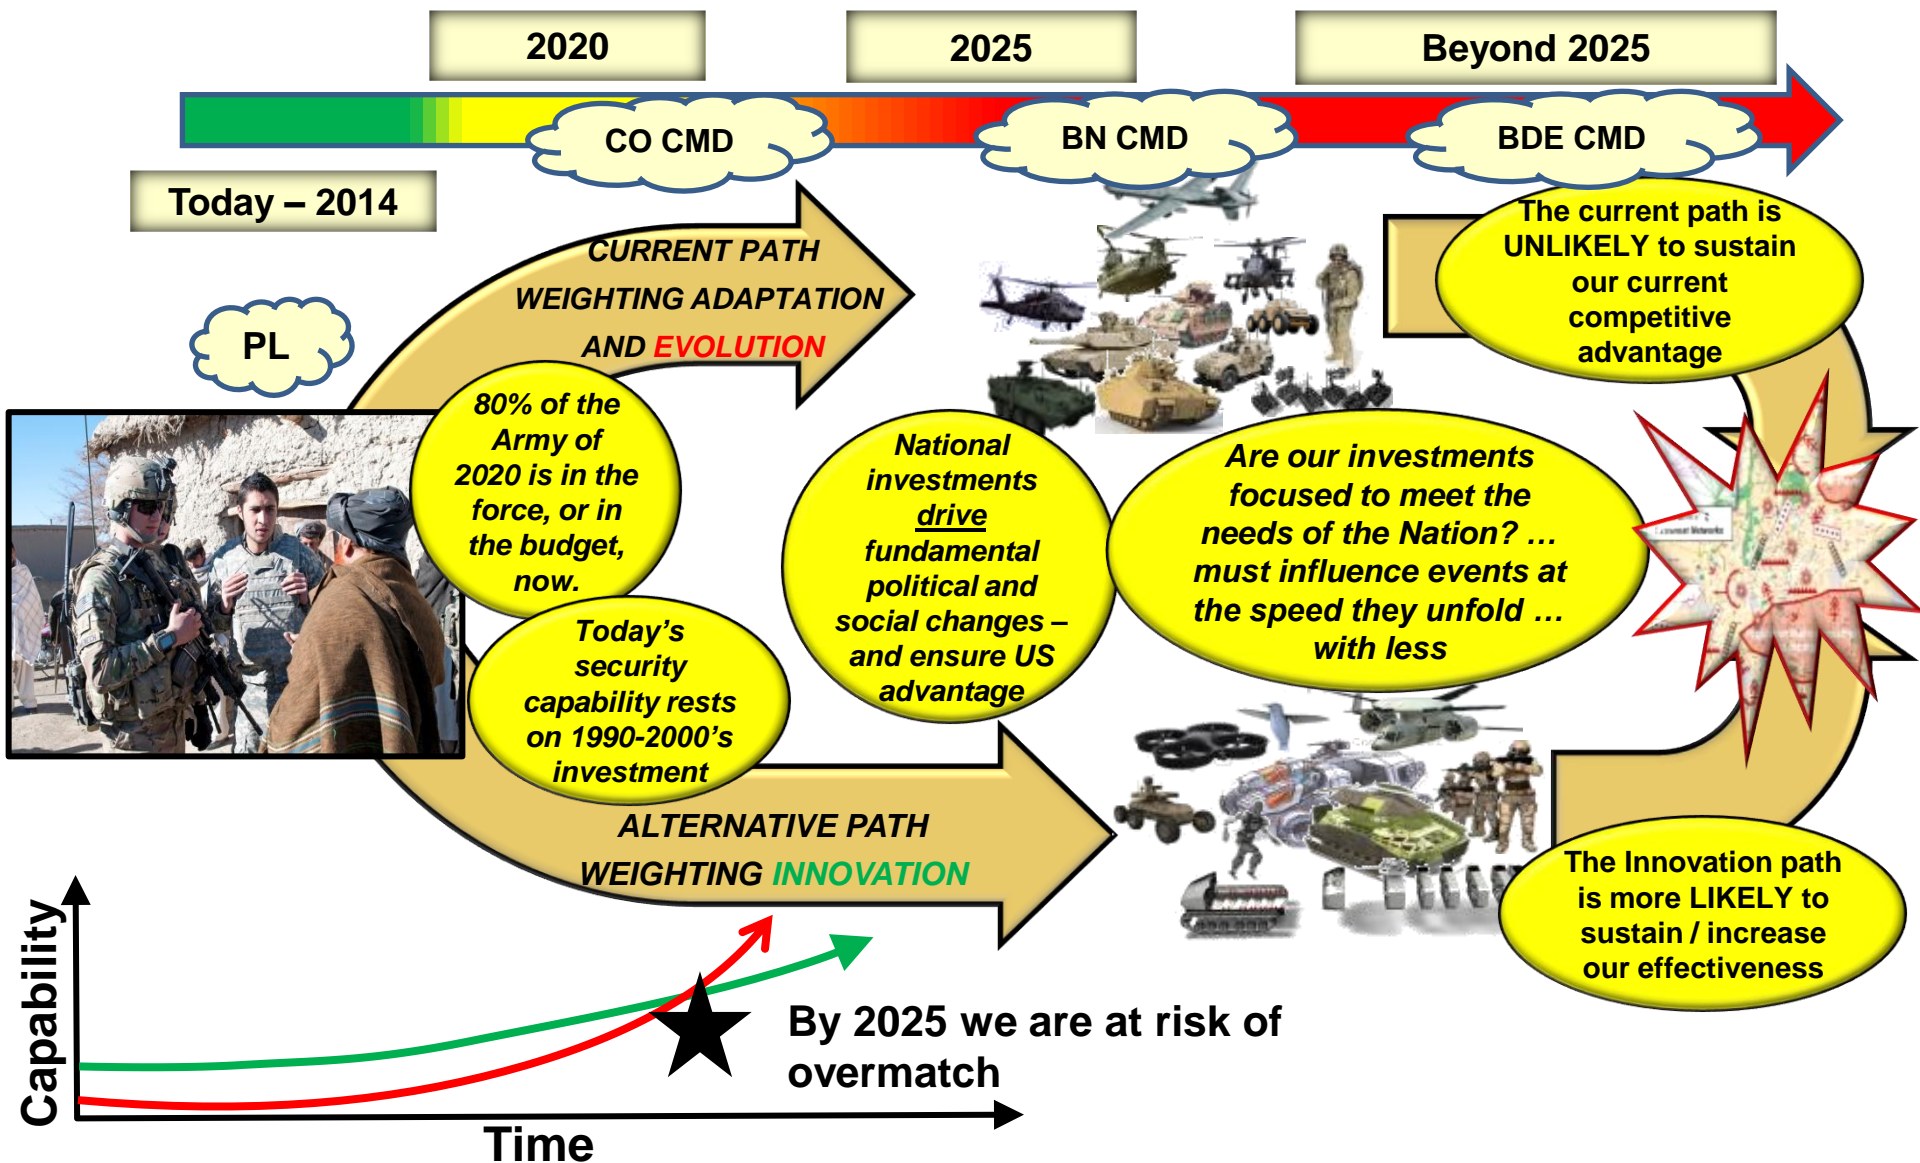 2020
2025
Beyond 2025
CO CMD
BN CMD
BDE CMD
Today – 2014
PL
CURRENT PATH
WEIGHTING ADAPTATION
AND EVOLUTION
The current path is
UNLIKELY to sustain
our current
competitive
advantage
80% of the
Army of
2020 is in the
force, or in
the budget,
now.
National
investments
drive
fundamental
political and
social changes –
and ensure US
advantage
Are our investments
focused to meet the
needs of the Nation? …
must influence events at
the speed they unfold …
with less
Today’s
security
capability rests
on 1990-2000’s
investment
ALTERNATIVE PATH
WEIGHTING INNOVATION
The Innovation path
is more LIKELY to
sustain / increase
our effectiveness
Capability
By 2025 we are at risk of
overmatch
Time